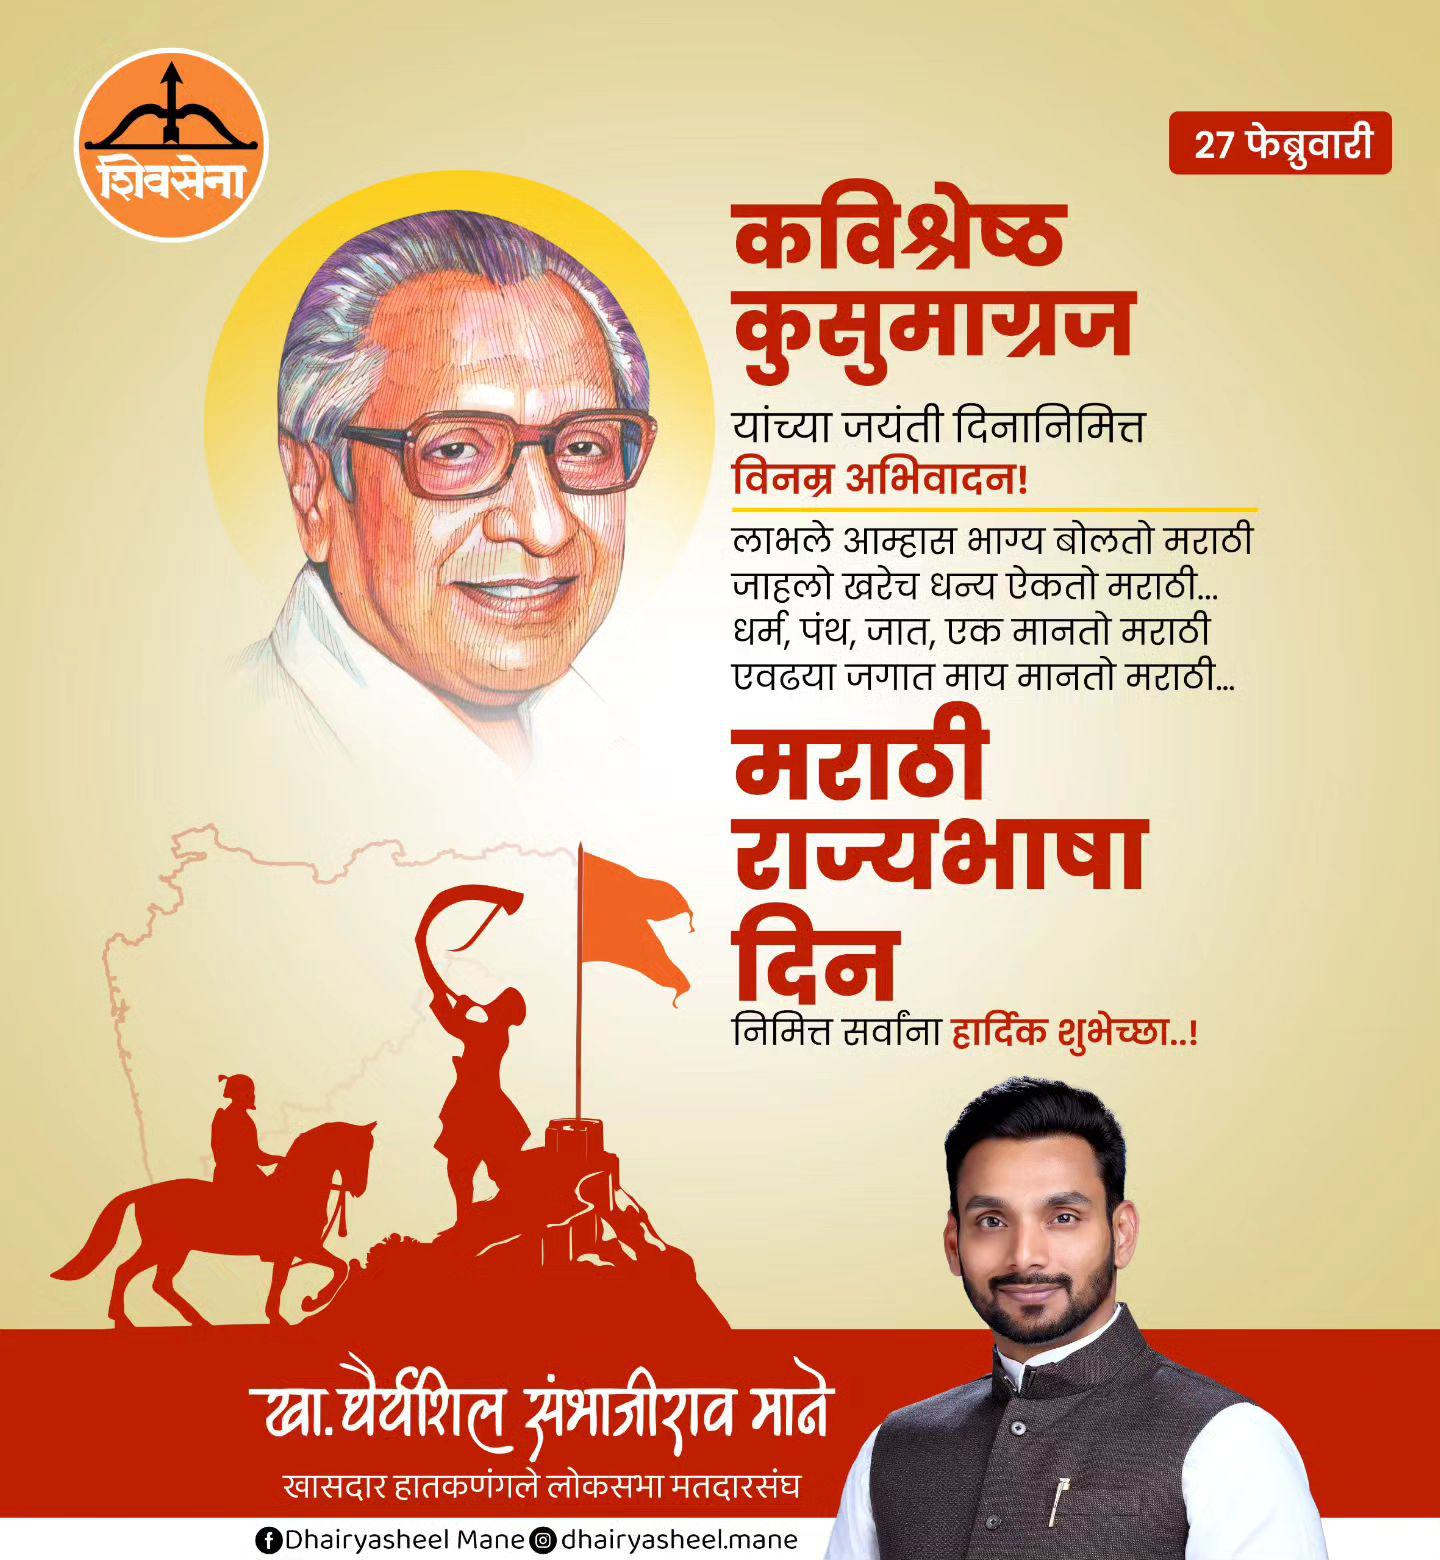 शिवसेना
27 फेब्रुवारी
कविश्रेष्ठ
कुसुमाग्रज
यांच्या जयंती दिनानिमित्त
विनम्र अभिवादन!
लाभले आम्हास भाग्य बोलतो मराठी
जाहलो खरेच धन्य ऐकतो मराठी...
धर्म, पंथ, जात, एक मानतो मराठी
एवढया जगात माय मानतो मराठी...
मराठी
राज्यभाषा
दिन
निमित्त सर्वांना हार्दिक शुभेच्छा..!
खा. धैर्यशिल संभाजीराव माने
खासदार हातकणंगले लोकसभा मतदारसंघ
Dhairyasheel Mane dhairyasheel.mane